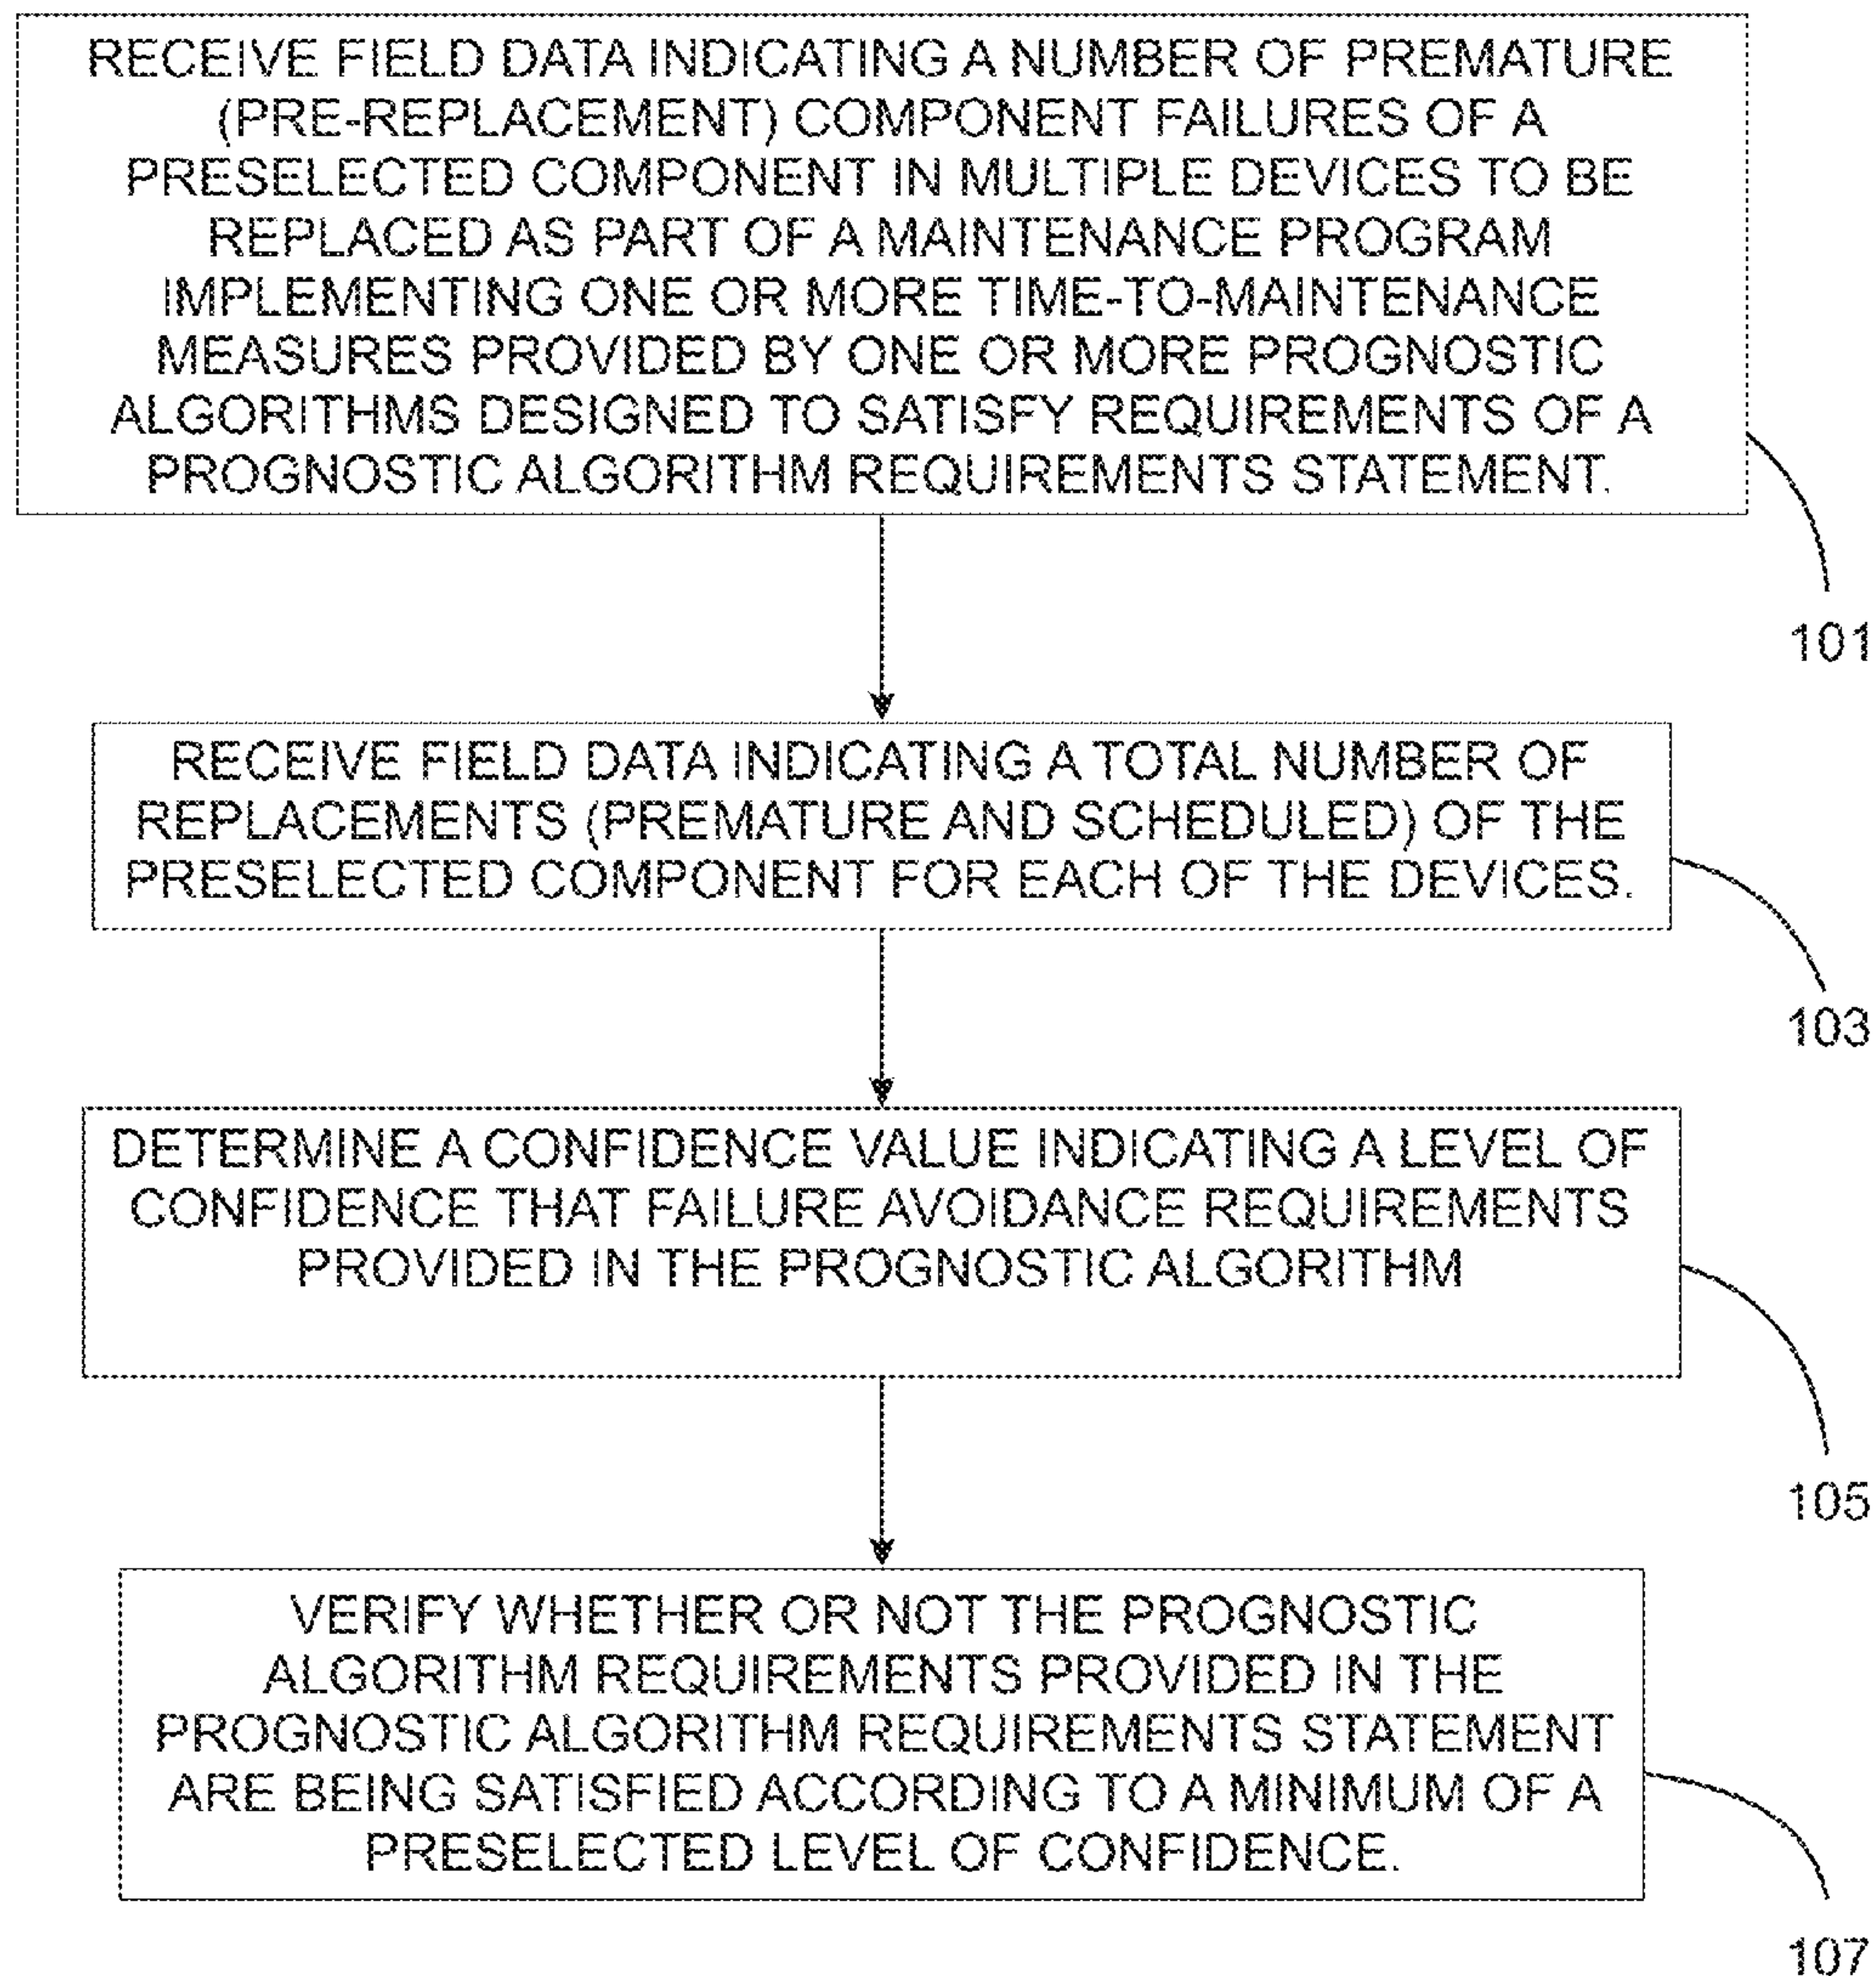 RECEIVE FIELD DATA INDICATING A NUMBER OF PREMATURE
(PRE-REPLACEMENT) COMPONENT FAILURES OF A
PRESELECTED COMPONENT IN MULTIPLE DEVICES TO BE
REPLACED AS PART OF A MAINTENANCE PROGRAM
IMPLEMENTING ONE OR MORE TIME-TO-MAINTENANCE
MEASURES PROVIDED BY ONE OR MORE PROGNOSTIC
ALGORITHMS DESIGNED TO SATISFY REQUIREMENTS OF A
PROGNOSTIC ALGORITHM REQUIREMENTS STATEMENT.
101
RECEIVE FIELD DATA INDICATING A TOTAL NUMBER OF
REPLACEMENTS (PREMATURE AND SCHEDULED) OF THE
PRESELECTED COMPONENT FOR EACH OF THE DEVICES.
103
DETERMINE A CONFIDENCE VALUE INDICATING A LEVEL OF
CONFIDENCE THAT FAILURE AVOIDANCE REQUIREMENTS
PROVIDED IN THE PROGNOSTIC ALGORITHM
105
VERIFY WHETHER OR NOT THE PROGNOSTIC
ALGORITHM REQUIREMENTS PROVIDED IN THE
PROGNOSTIC ALGORITHM REQUIREMENTS STATEMENT
ARE BEING SATISFIED ACCORDING TO A MINIMUM OF A
PRESELECTED LEVEL OF CONFIDENCE.
107